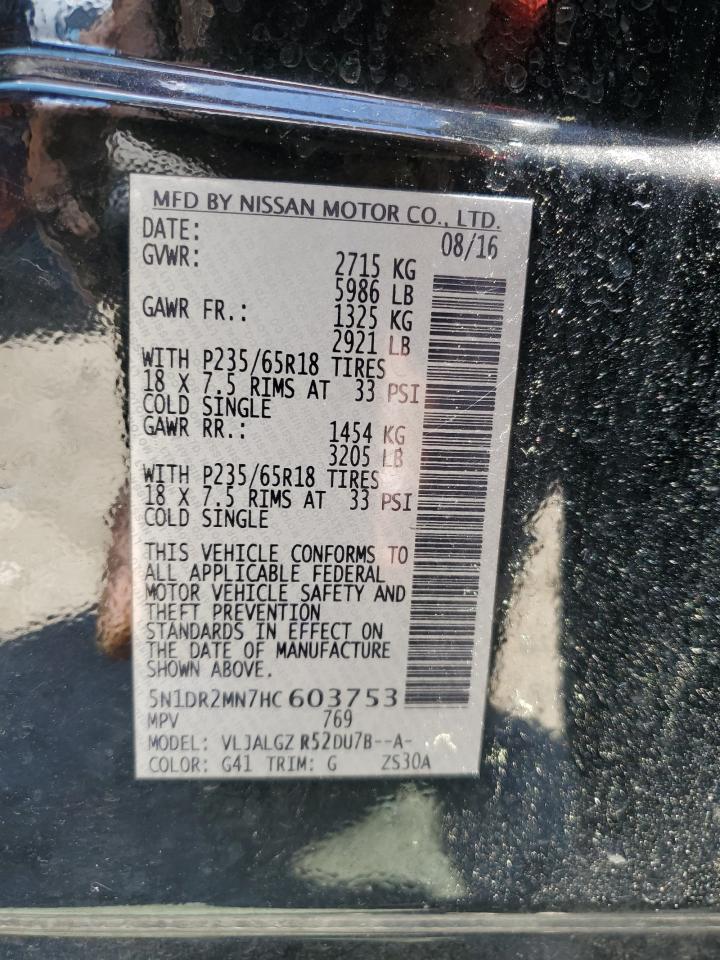 MFD BY NISSAN MOTOR CO., LTD.
DATE: 08/16
GVWR: 2715 KG
5986 LB
GAWR FR.: 1325 KG
2921 LB
WITH P235/65R18 TIRES
18 X 7.5 RIMS AT 33 PSI
COLD SINGLE
GAWR RR.: 1454 KG
3205 LB
WITH P235/65R18 TIRES
18 X 7.5 RIMS AT 33 PSI
COLD SINGLE
THIS VEHICLE CONFORMS TO
ALL APPLICABLE FEDERAL
MOTOR VEHICLE SAFETY AND
THEFT PREVENTION
STANDARDS IN EFFECT ON
THE DATE OF MANUFACTURE
SHOWN ABOVE.
5N1DR2MN7HC 603753
MPV 769
MODEL: VLJALGZ R52DU7B--A-
COLOR: G41 TRIM: G ZS30A